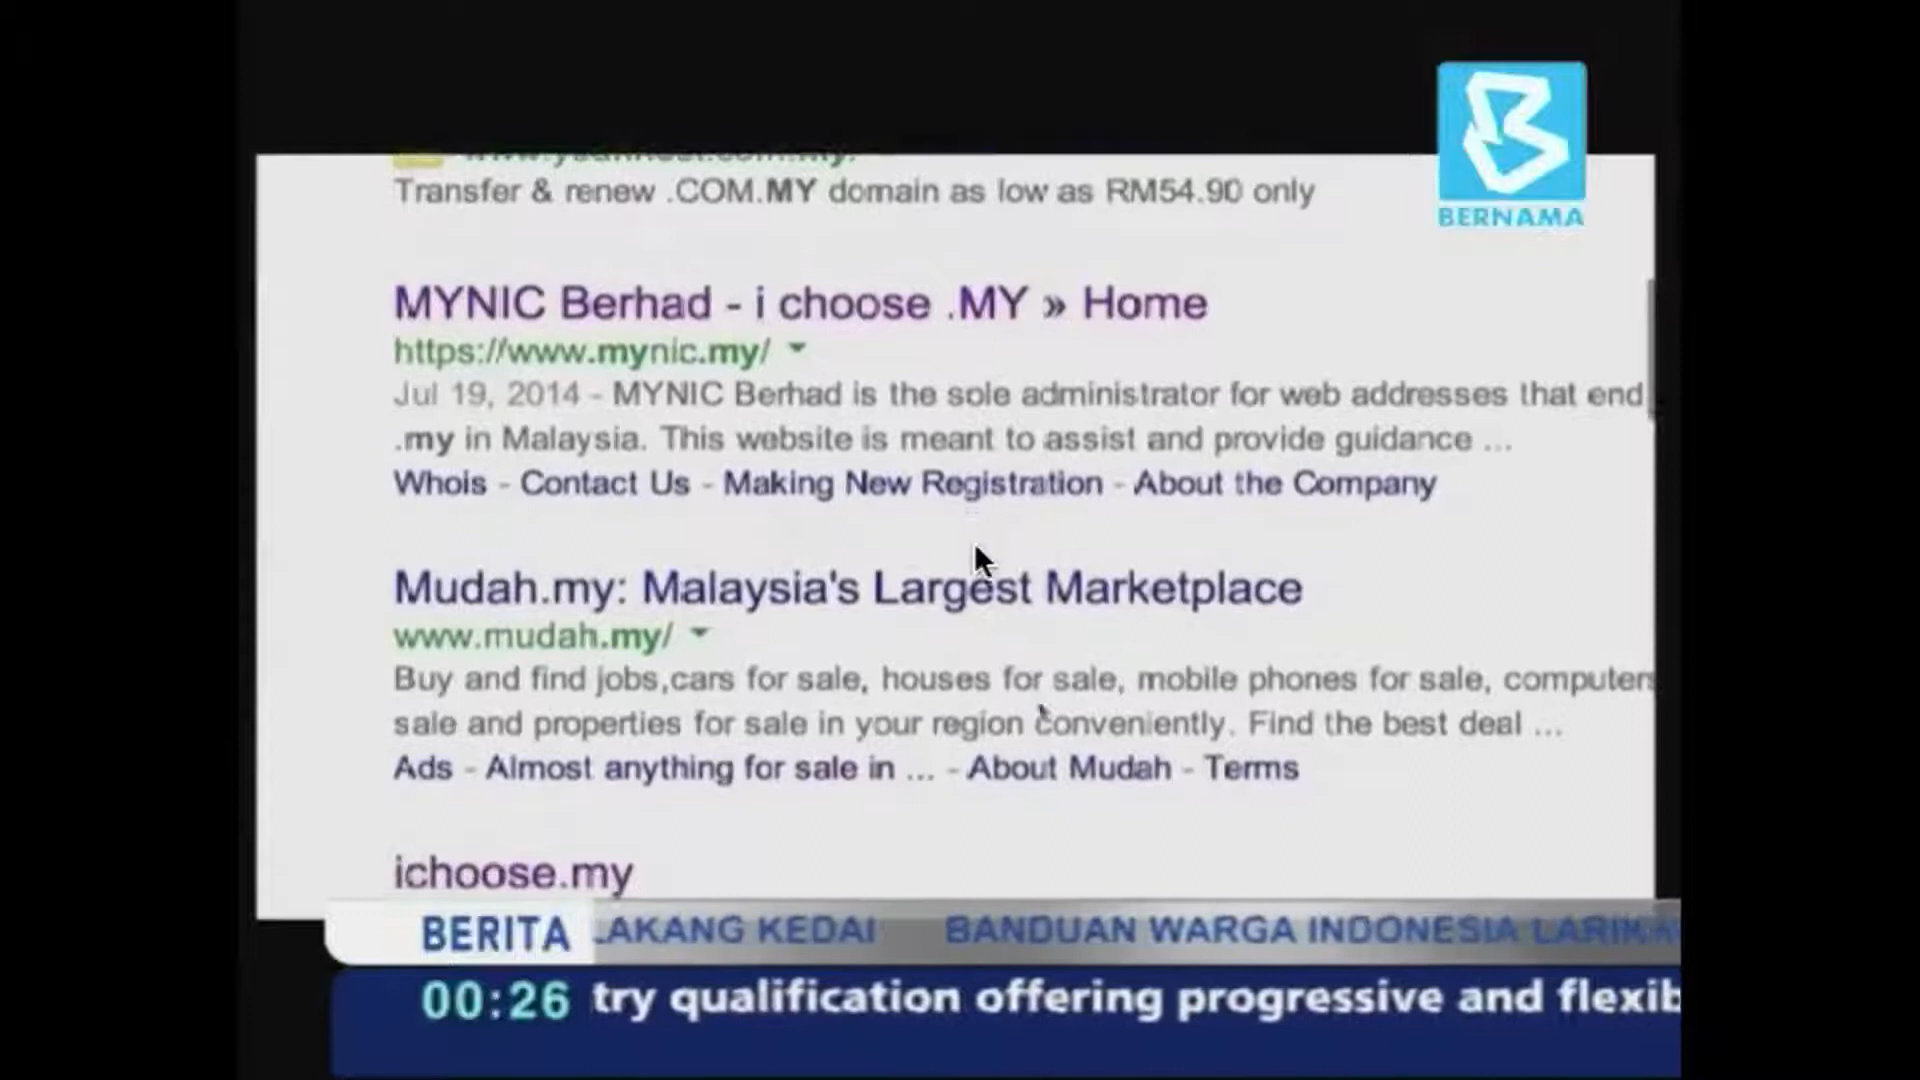 BERNAMA
Transfer & renew .COM.MY domain as low as RM54.90 only
MYNIC Berhad - i choose .MY » Home
https://www.mynic.my/
Jul 19, 2014 - MYNIC Berhad is the sole administrator for web addresses that end
.my in Malaysia. This website is meant to assist and provide guidance ...
Whois - Contact Us - Making New Registration - About the Company
Mudah.my: Malaysia's Largest Marketplace
www.mudah.my/
Buy and find jobs,cars for sale, houses for sale, mobile phones for sale, computers
sale and properties for sale in your region conveniently. Find the best deal ...
Ads - Almost anything for sale in ... - About Mudah - Terms
ichoose.my
BERITA LAKANG KEDAI BANDUAN WARGA INDONESIA
00:26 try qualification offering progressive and flexib